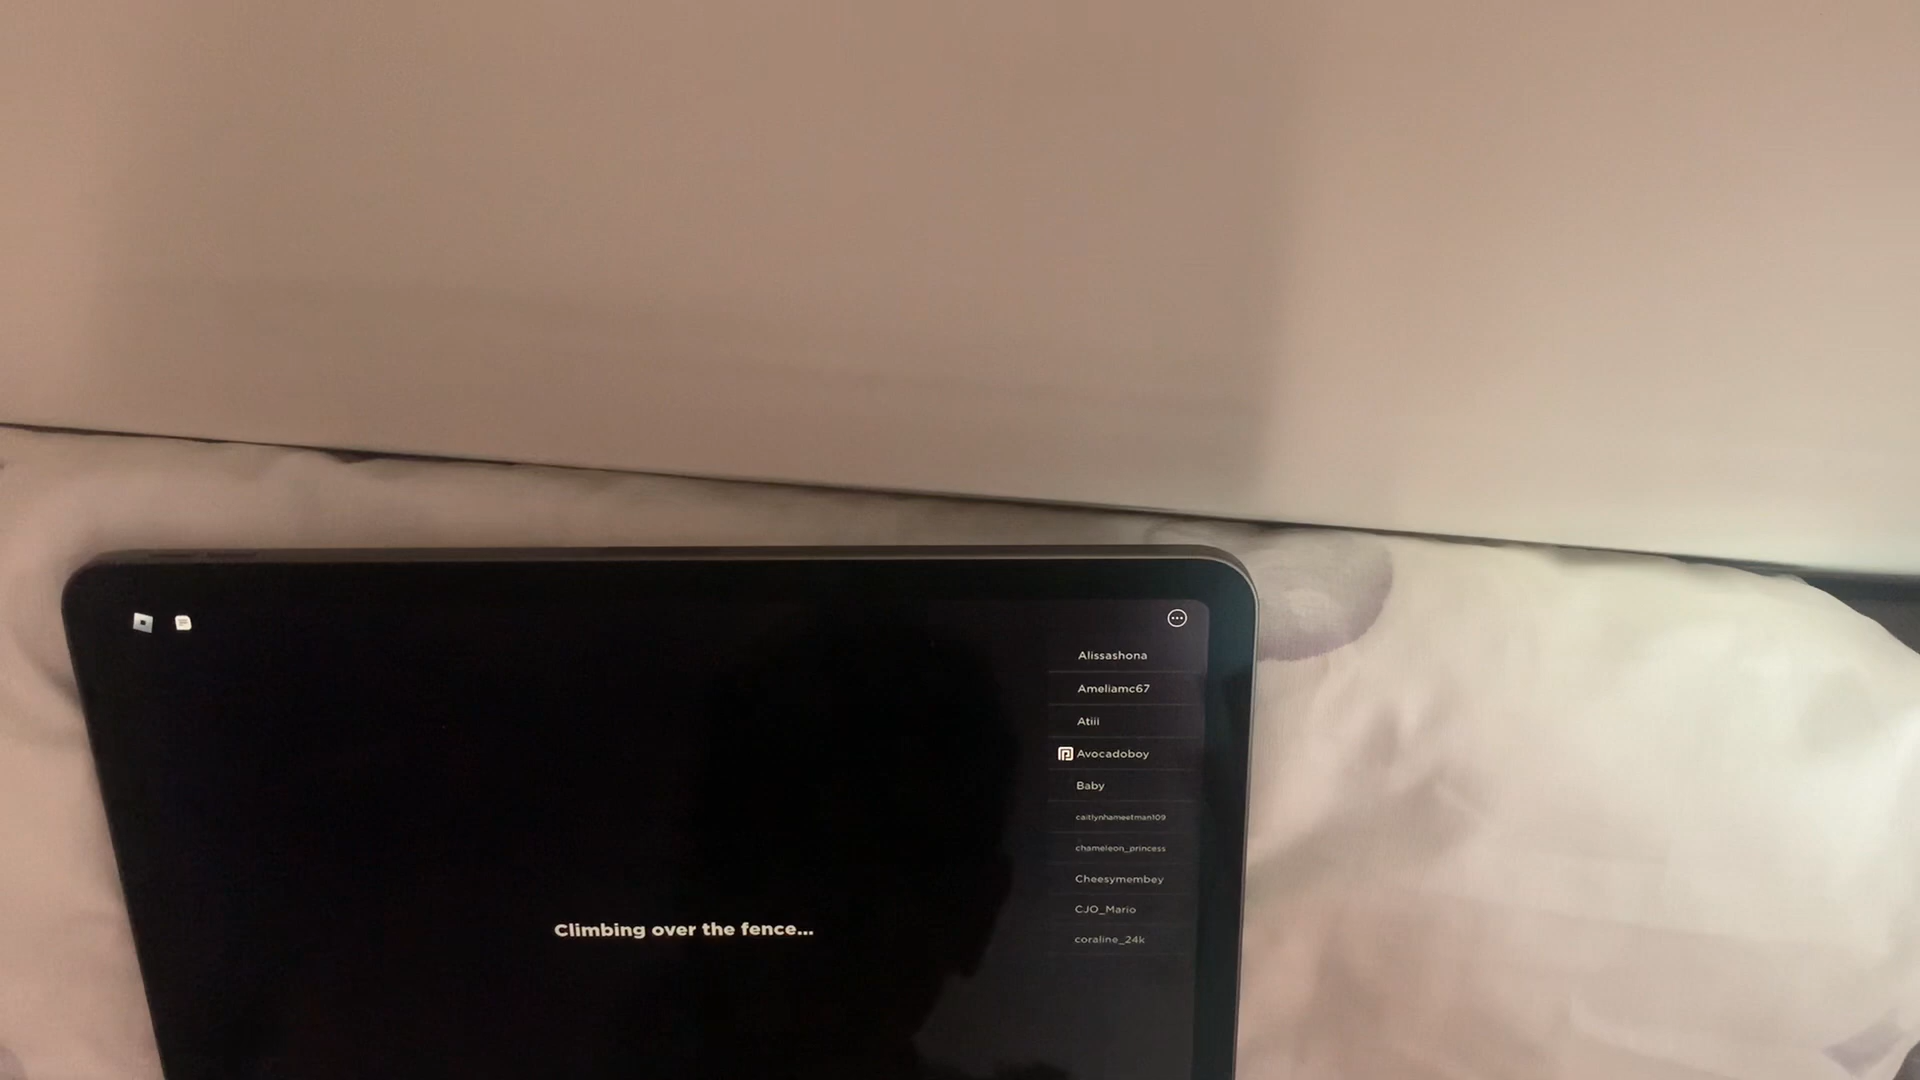 Alissashona
Ameliamc67
Atiii
Avocadoboy
Baby
caitlynhameetman109
chameleon_princess
Cheesymembey
CJO_Mario
coraline_24k
Climbing over the fence...